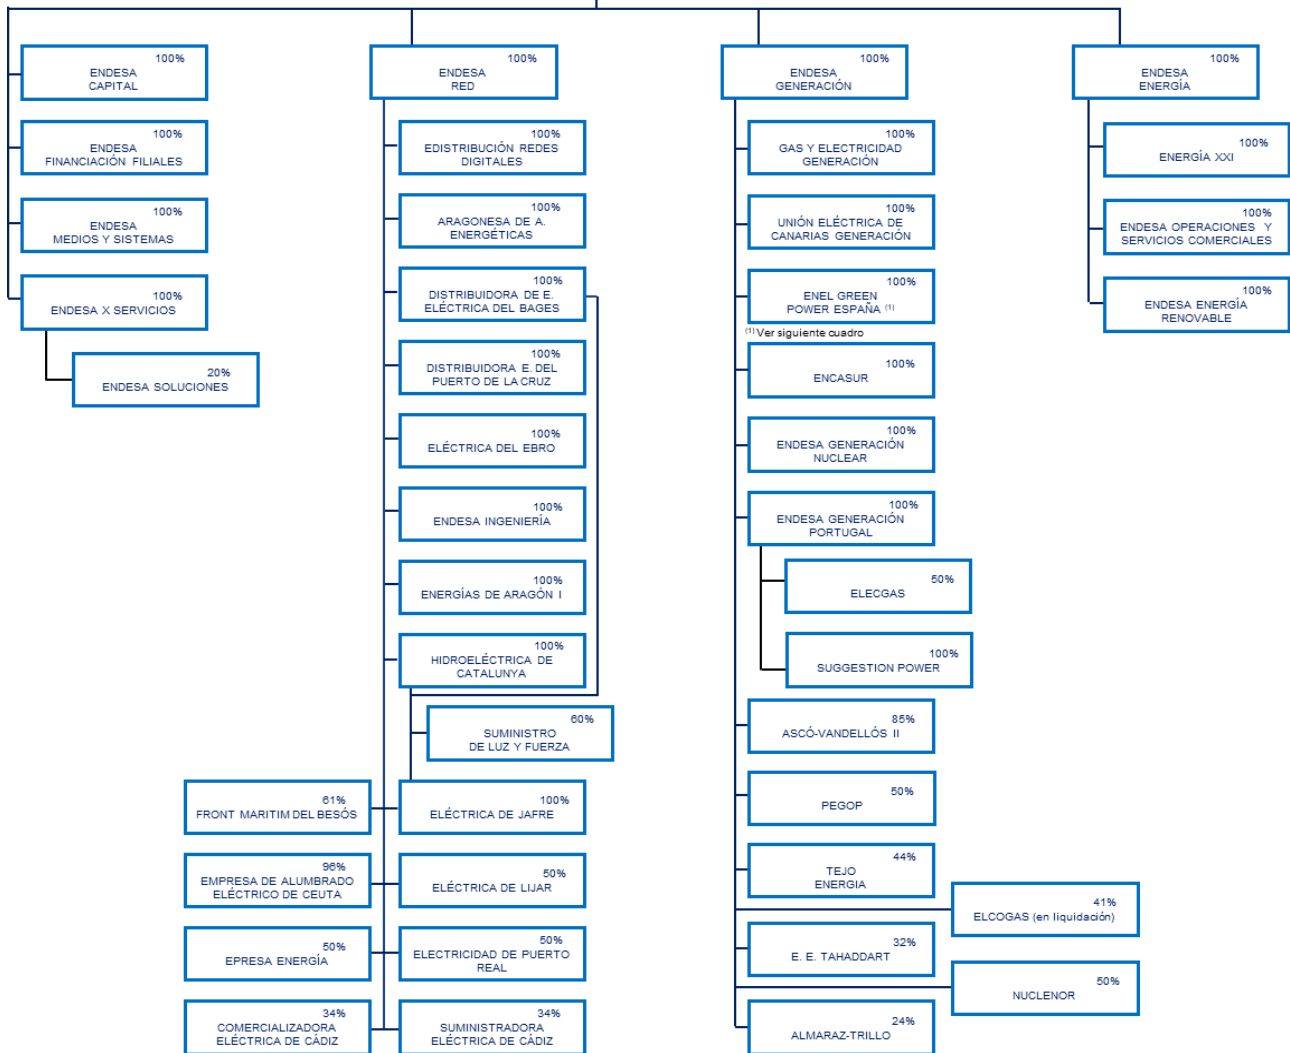 100%
ENDESA
CAPITAL
100%
ENDESA
FINANCIACIÓN FILIALES
100%
ENDESA
MEDIOS Y SISTEMAS
100%
ENDESA X SERVICIOS
20%
ENDESA SOLUCIONES
100%
ENDESA
RED
100%
EDISTRIBUCIÓN REDES
DIGITALES
100%
ARAGONESA DE A.
ENERGÉTICAS
100%
DISTRIBUIDORA DE E.
ELÉCTRICA DEL BAGES
100%
DISTRIBUIDORA E. DEL
PUERTO DE LA CRUZ
100%
ELÉCTRICA DEL EBRO
100%
ENDESA INGENIERÍA
100%
ENERGÍAS DE ARAGÓN I
100%
HIDROELÉCTRICA DE
CATALUNYA
60%
SUMINISTRO
DE LUZ Y FUERZA
61%
FRONT MARITIM DEL BESÓS
100%
ELÉCTRICA DE JAFRE
96%
EMPRESA DE ALUMBRADO
ELÉCTRICO DE CEUTA
50%
ELÉCTRICA DE LIJAR
50%
EPRESA ENERGÍA
50%
ELECTRICIDAD DE PUERTO
REAL
34%
COMERCIALIZADORA
ELÉCTRICA DE CÁDIZ
34%
SUMINISTRADORA
ELÉCTRICA DE CÁDIZ
100%
ENDESA
GENERACIÓN
100%
GAS Y ELECTRICIDAD
GENERACIÓN
100%
UNIÓN ELÉCTRICA DE
CANARIAS GENERACIÓN
100%
ENEL GREEN
POWER ESPAÑA (1)
(1) Ver siguiente cuadro
100%
ENCASUR
100%
ENDESA GENERACIÓN
NUCLEAR
100%
ENDESA GENERACIÓN
PORTUGAL
50%
ELECGAS
100%
SUGGESTION POWER
85%
ASCÓ-VANDELLÓS II
50%
PEGOP
44%
TEJO
ENERGIA
41%
ELCOGAS (en liquidación)
32%
E. E. TAHADDART
50%
NUCLENOR
24%
ALMARAZ-TRILLO
100%
ENDESA
ENERGÍA
100%
ENERGÍA XXI
100%
ENDESA OPERACIONES Y
SERVICIOS COMERCIALES
100%
ENDESA ENERGÍA
RENOVABLE